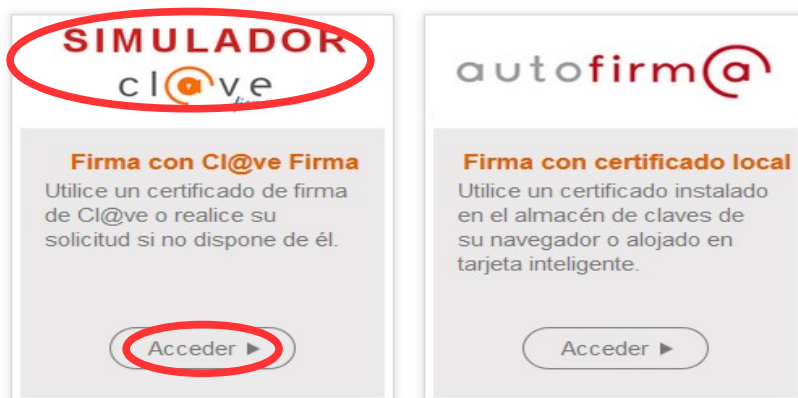 SIMULADOR
cl@ve
firma
Firma con Cl@ve Firma
Utilice un certificado de firma
de Cl@ve o realice su
solicitud si no dispone de él.
Acceder ►
autofirm@
Firma con certificado local
Utilice un certificado instalado
en el almacén de claves de
su navegador o alojado en
tarjeta inteligente.
Acceder ►